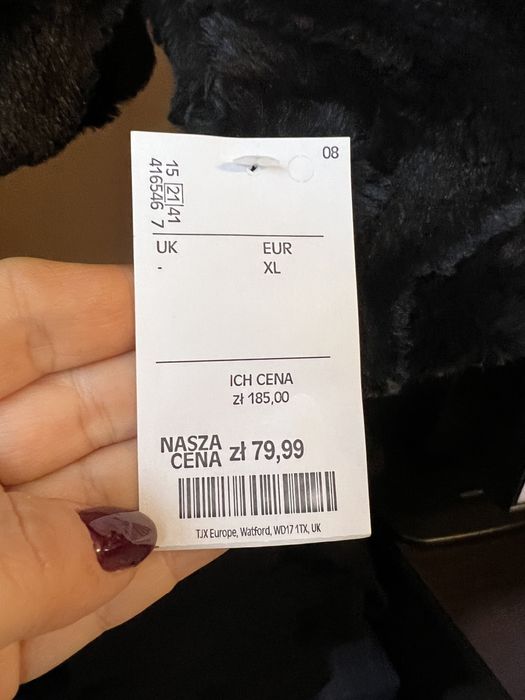 08
15 21 41
416546 7
UK EUR
- XL
ICH CENA
zł 185,00
NASZA CENA zł 79,99
TJX Europe, Watford, WD17 1TX, UK